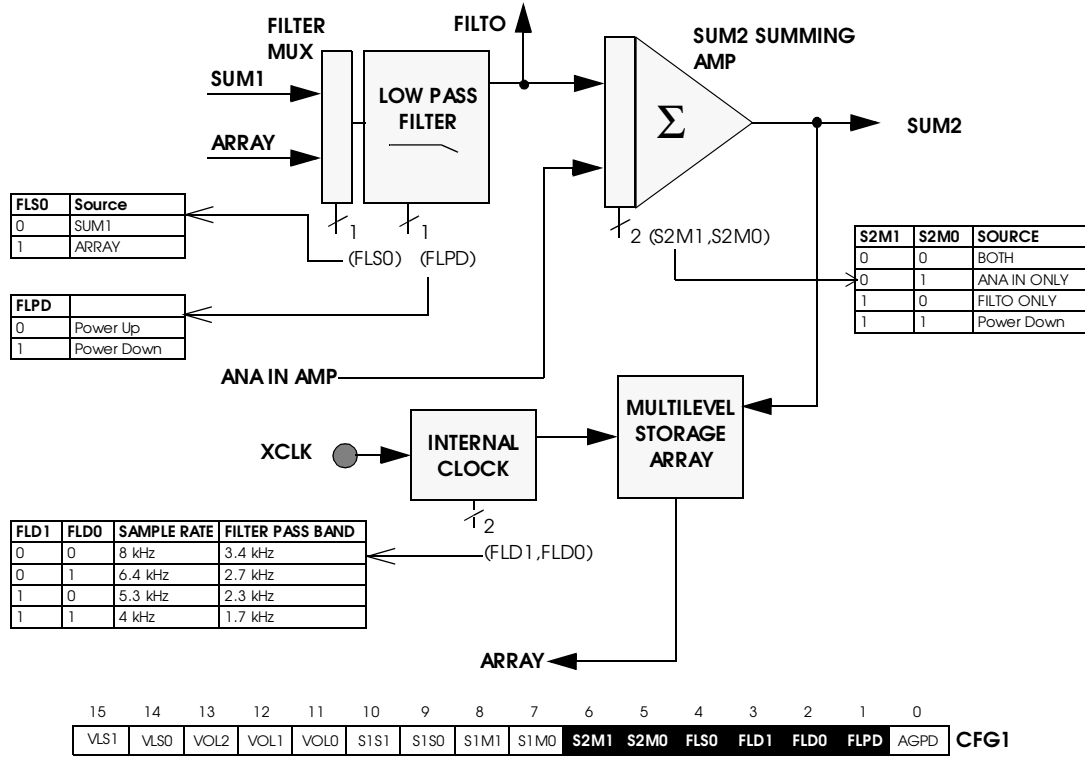 FILTER
MUX
FILTO
SUM2 SUMMING
AMP
SUM1
ARRAY
LOW PASS
FILTER
Σ
SUM2
FLS0 Source
0 SUM1
1 ARRAY
1
(FLS0)
1
(FLPD)
2 (S2M1,S2M0)
S2M1 S2M0 SOURCE
0 0 BOTH
0 1 ANA IN ONLY
1 0 FILTO ONLY
1 1 Power Down
FLPD
0 Power Up
1 Power Down
ANA IN AMP
XCLK
INTERNAL
CLOCK
MULTILEVEL
STORAGE
ARRAY
2
(FLD1,FLD0)
FLD1 FLD0 SAMPLE RATE FILTER PASS BAND
0 0 8 kHz 3.4 kHz
0 1 6.4 kHz 2.7 kHz
1 0 5.3 kHz 2.3 kHz
1 1 4 kHz 1.7 kHz
ARRAY
15 14 13 12 11 10 9 8 7 6 5 4 3 2 1 0
VLS1 VLS0 VOL2 VOL1 VOL0 S1S1 S1S0 S1M1 S1M0 S2M1 S2M0 FLS0 FLD1 FLD0 FLPD AGPD CFG1